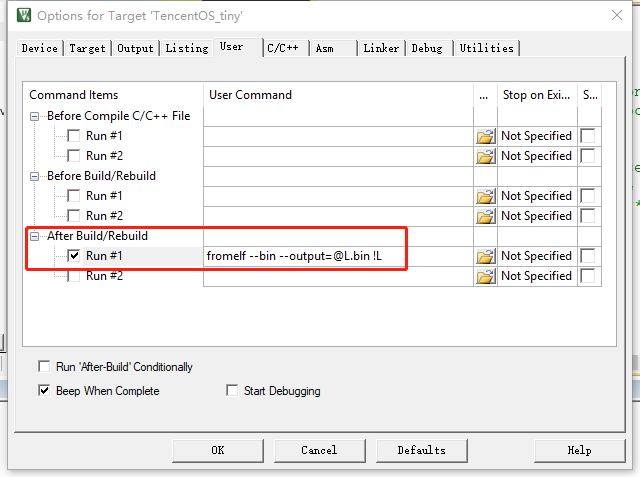 Options for Target 'TencentOS_tiny'
Device Target Output Listing User C/C++ Asm Linker Debug Utilities
Command Items User Command ... Stop on Exi... S...
Before Compile C/C++ File
Run #1 Not Specified
Run #2 Not Specified
Before Build/Rebuild
Run #1 Not Specified
Run #2 Not Specified
After Build/Rebuild
Run #1 fromelf --bin --output=@L.bin !L Not Specified
Run #2 Not Specified
Run 'After-Build' Conditionally
Beep When Complete Start Debugging
OK Cancel Defaults Help